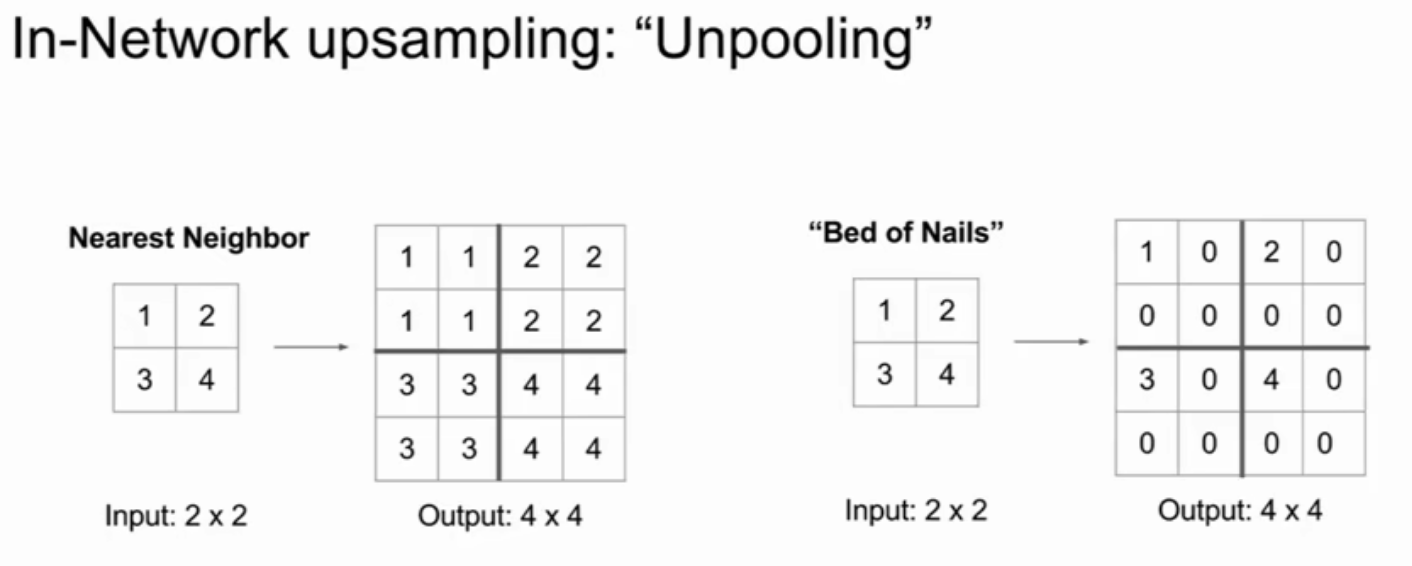 In-Network upsampling: “Unpooling”
Nearest Neighbor
1 2
3 4
Input: 2 x 2
1 1 2 2
1 1 2 2
3 3 4 4
3 3 4 4
Output: 4 x 4
“Bed of Nails”
1 2
3 4
Input: 2 x 2
1 0 2 0
0 0 0 0
3 0 4 0
0 0 0 0
Output: 4 x 4